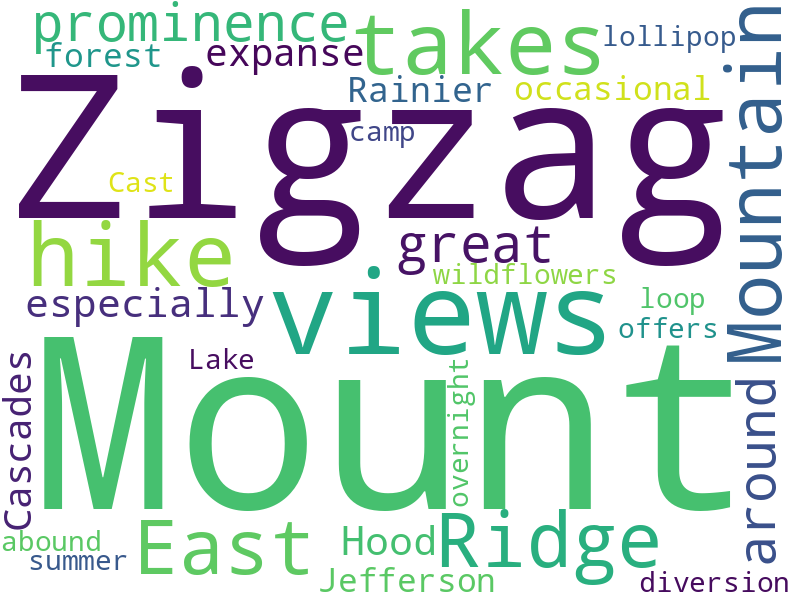 prominence
takes
lollipop
forest
expanse
Rainier
occasional
Zigzag
camp
Cast
Mountain
hike
great
wildflowers
especially
views
loop
offers
Lake
Cascades
Mount
overnight
around
abound
East
Hood
Ridge
summer
Jefferson
diversion